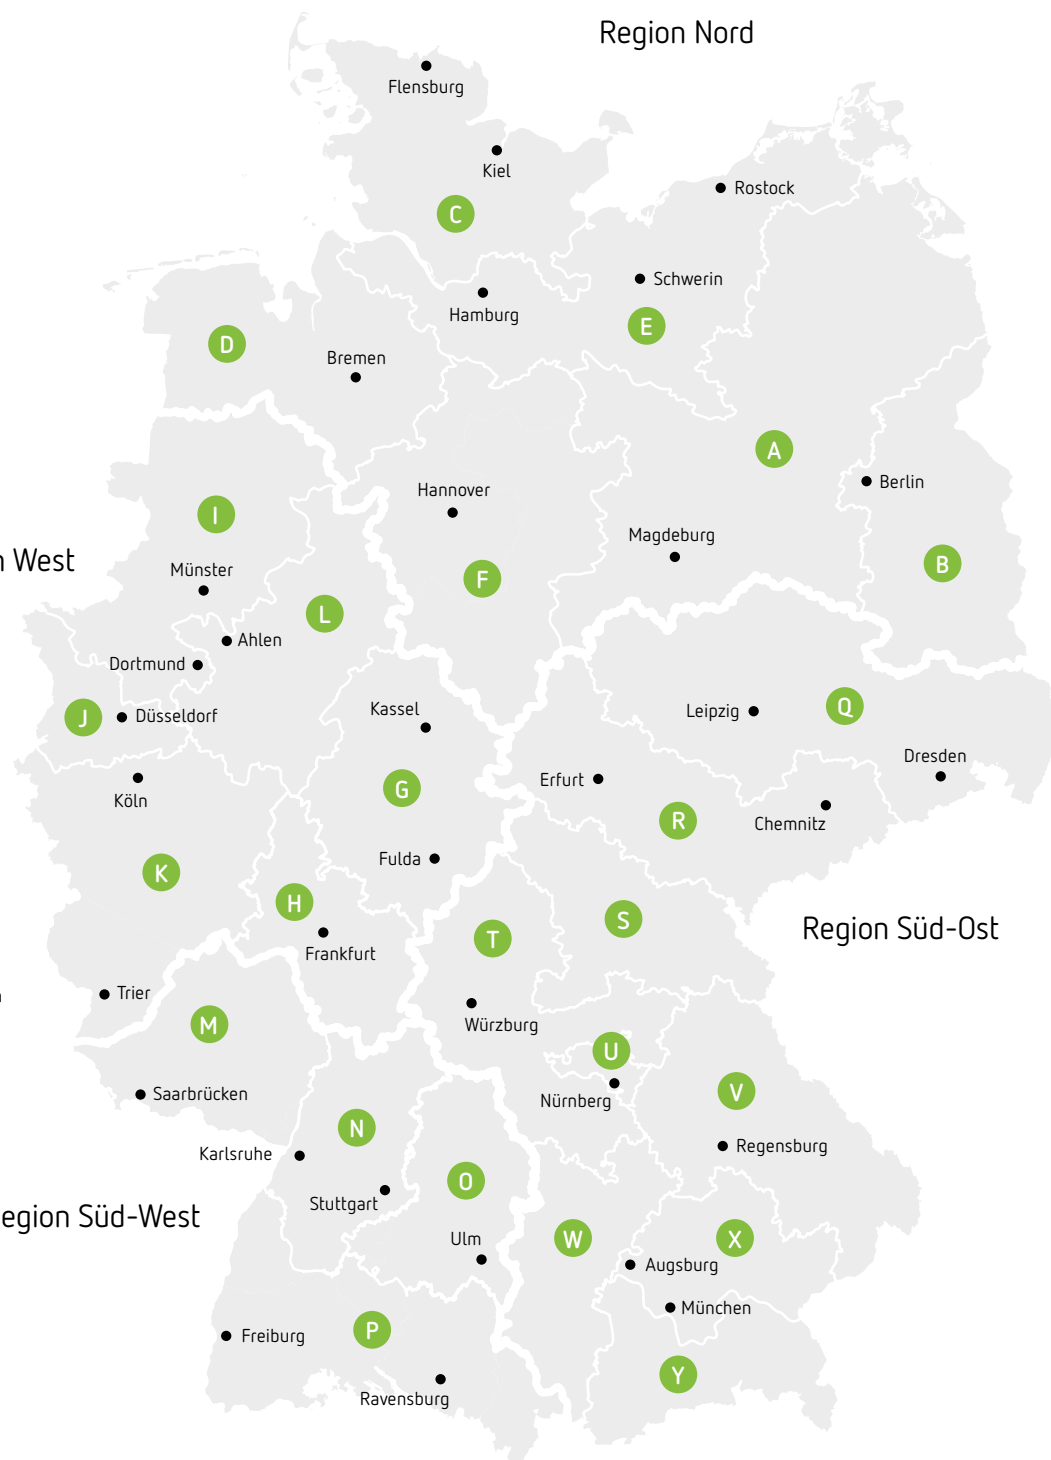 Region Nord
Flensburg
Kiel
C
Rostock
Schwerin
Hamburg
E
D
Bremen
A
Berlin
Hannover
I
Magdeburg
West
Münster
F
B
L
Ahlen
Dortmund
J
Düsseldorf
Kassel
Leipzig
Q
Dresden
Köln
G
Erfurt
R
Chemnitz
Fulda
K
H
T
S
Region Süd-Ost
Frankfurt
Trier
M
Würzburg
U
Saarbrücken
Nürnberg
V
N
Karlsruhe
Regensburg
O
Stuttgart
egion Süd-West
Ulm
W
X
Augsburg
München
P
Freiburg
Y
Ravensburg